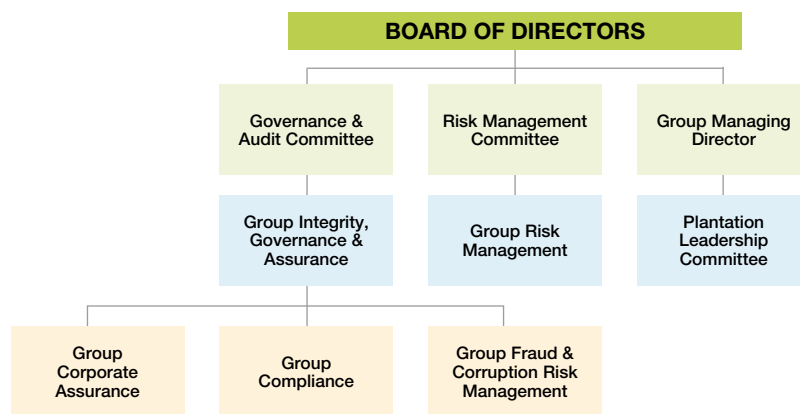 BOARD OF DIRECTORS
Governance &
Audit Committee
Risk Management
Committee
Group Managing
Director
Group Integrity,
Governance &
Assurance
Group Risk
Management
Plantation
Leadership
Committee
Group
Corporate
Assurance
Group
Compliance
Group Fraud &
Corruption Risk
Management